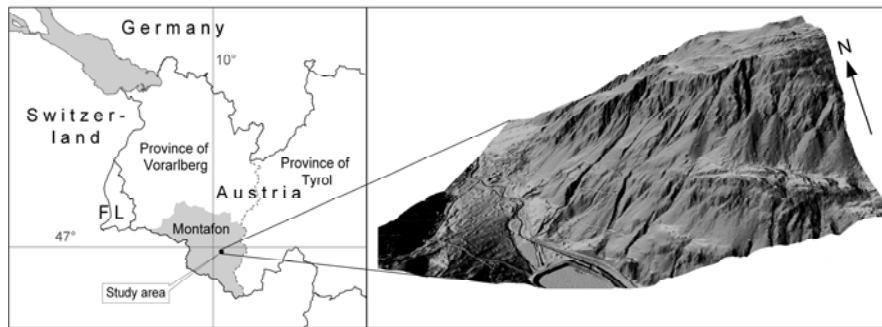 Germany
10°
N
Switzer-
land
Province of
Vorarlberg
Province of
Tyrol
Austria
FL
Montafon
47°
Study area